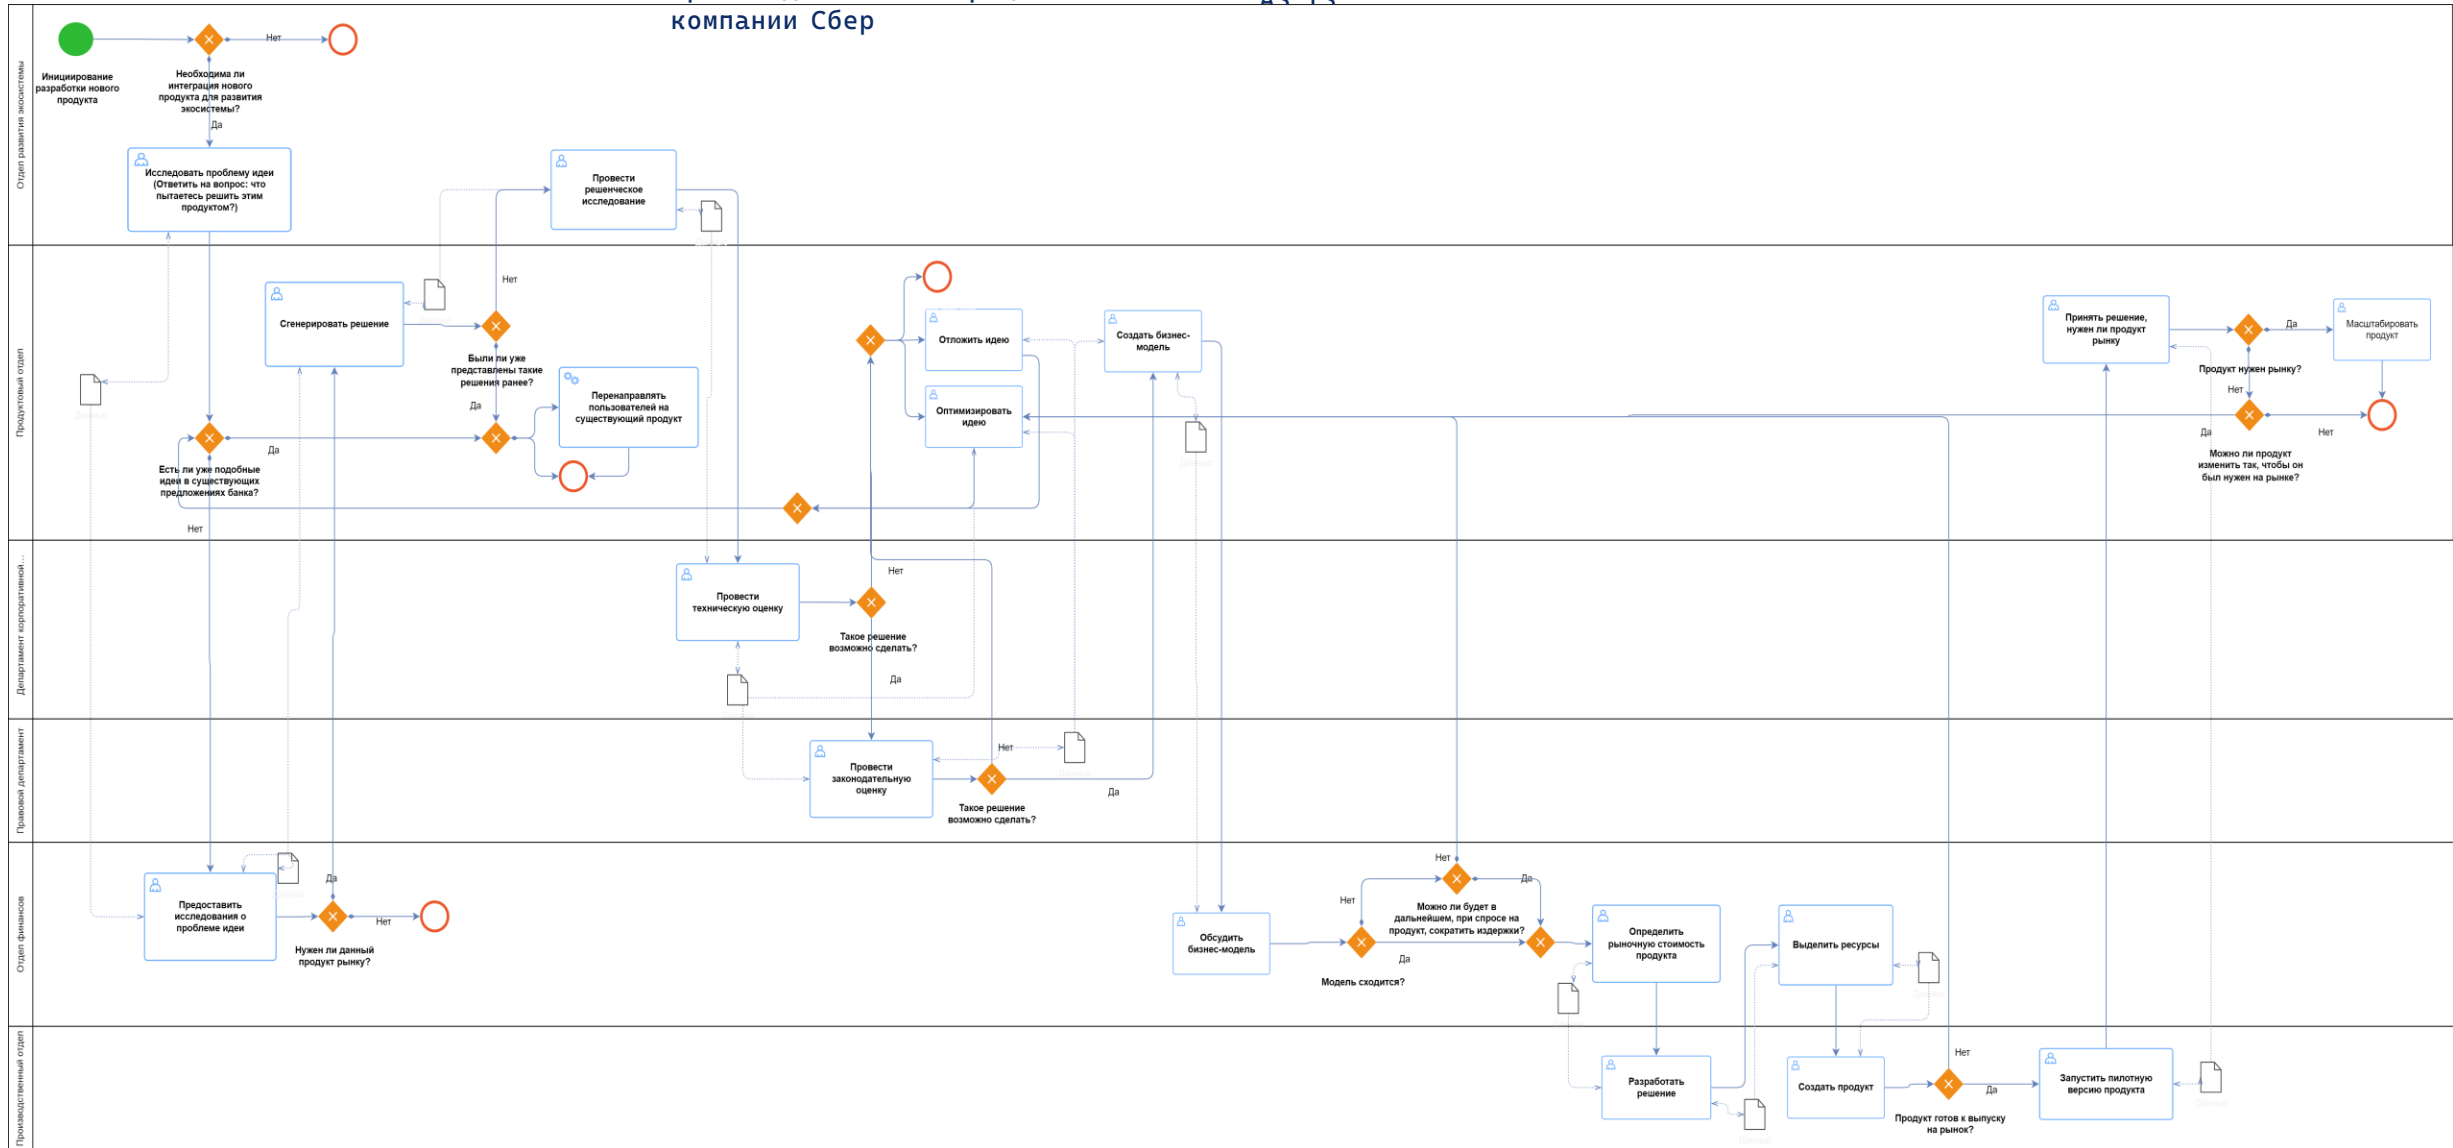 компании Сбер
Отдел развития экосистемы
Инициирование
разработки нового
продукта
Необходима ли
интеграция нового
продукта для развития
экосистемы?
Нет
Да
Исследовать проблему идеи
(Ответить на вопрос: что
пытаетесь решить этим
продуктом?)
Провести
решенческое
исследование
Продуктовый отдел
Сгенерировать решение
Нет
Были ли уже
представлены такие
решения ранее?
Да
Перенаправлять
пользователей на
существующий продукт
Есть ли уже подобные
идеи в существующих
предложениях банка?
Да
Нет
Отложить идею
Оптимизировать
идею
Создать бизнес-
модель
Принять решение,
нужен ли продукт
рынку
Продукт нужен рынку?
Да
Масштабировать
продукт
Нет
Да
Нет
Можно ли продукт
изменить так, чтобы он
был нужен на рынке?
Департамент корпоративной...
Провести
техническую оценку
Нет
Такое решение
возможно сделать?
Да
Правовой департамент
Провести
законодательную
оценку
Нет
Такое решение
возможно сделать?
Да
Отдел финансов
Предоставить
исследования о
проблеме идеи
Да
Нет
Нужен ли данный
продукт рынку?
Обсудить
бизнес-модель
Нет
Да
Модель сходится?
Нет
Да
Можно ли будет в
дальнейшем, при спросе на
продукт, сократить издержки?
Определить
рыночную стоимость
продукта
Выделить ресурсы
Производственный отдел
Разработать
решение
Создать продукт
Нет
Да
Продукт готов к выпуску
на рынок?
Запустить пилотную
версию продукта